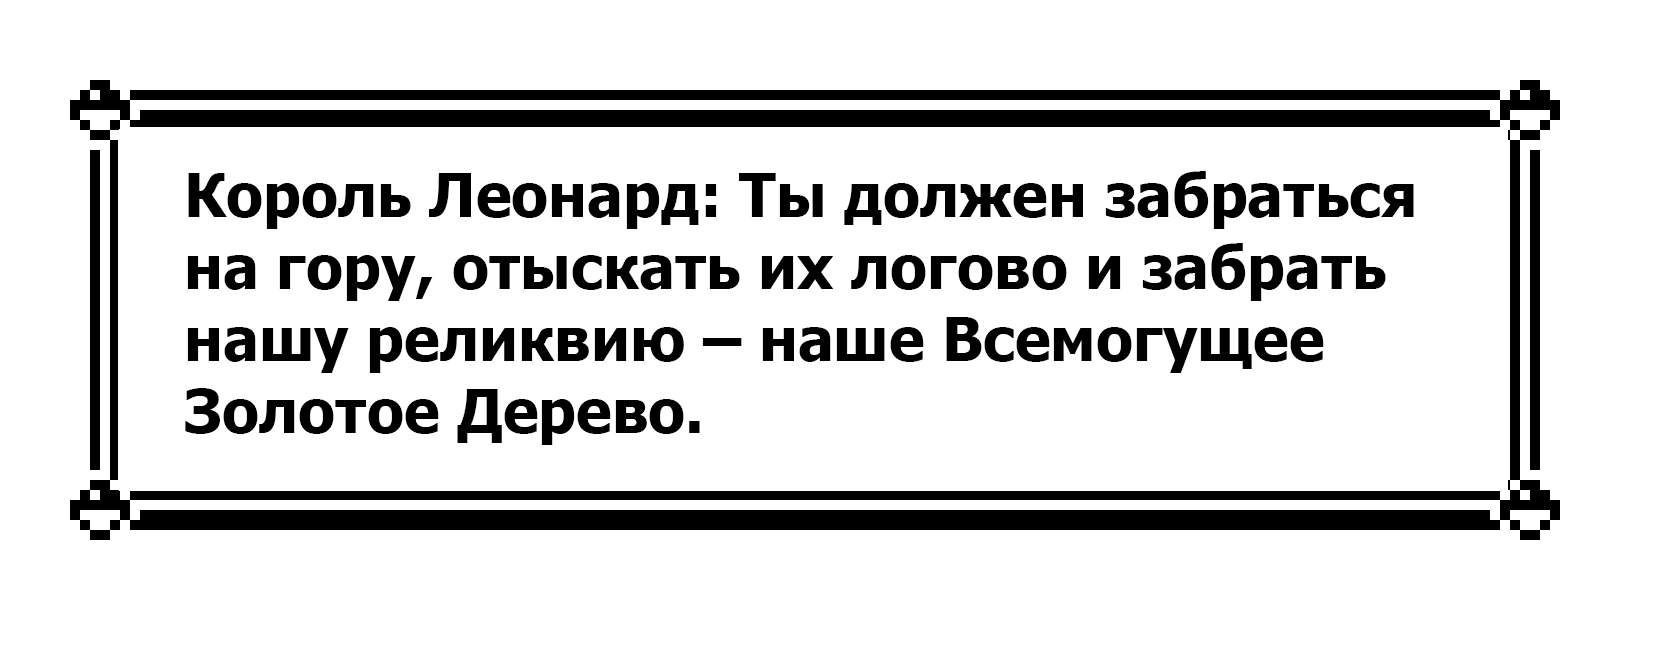 Король Леонард: Ты должен забраться
на гору, отыскать их логово и забрать
нашу реликвию – наше Всемогущее
Золотое Дерево.